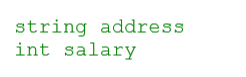 string address
int salary